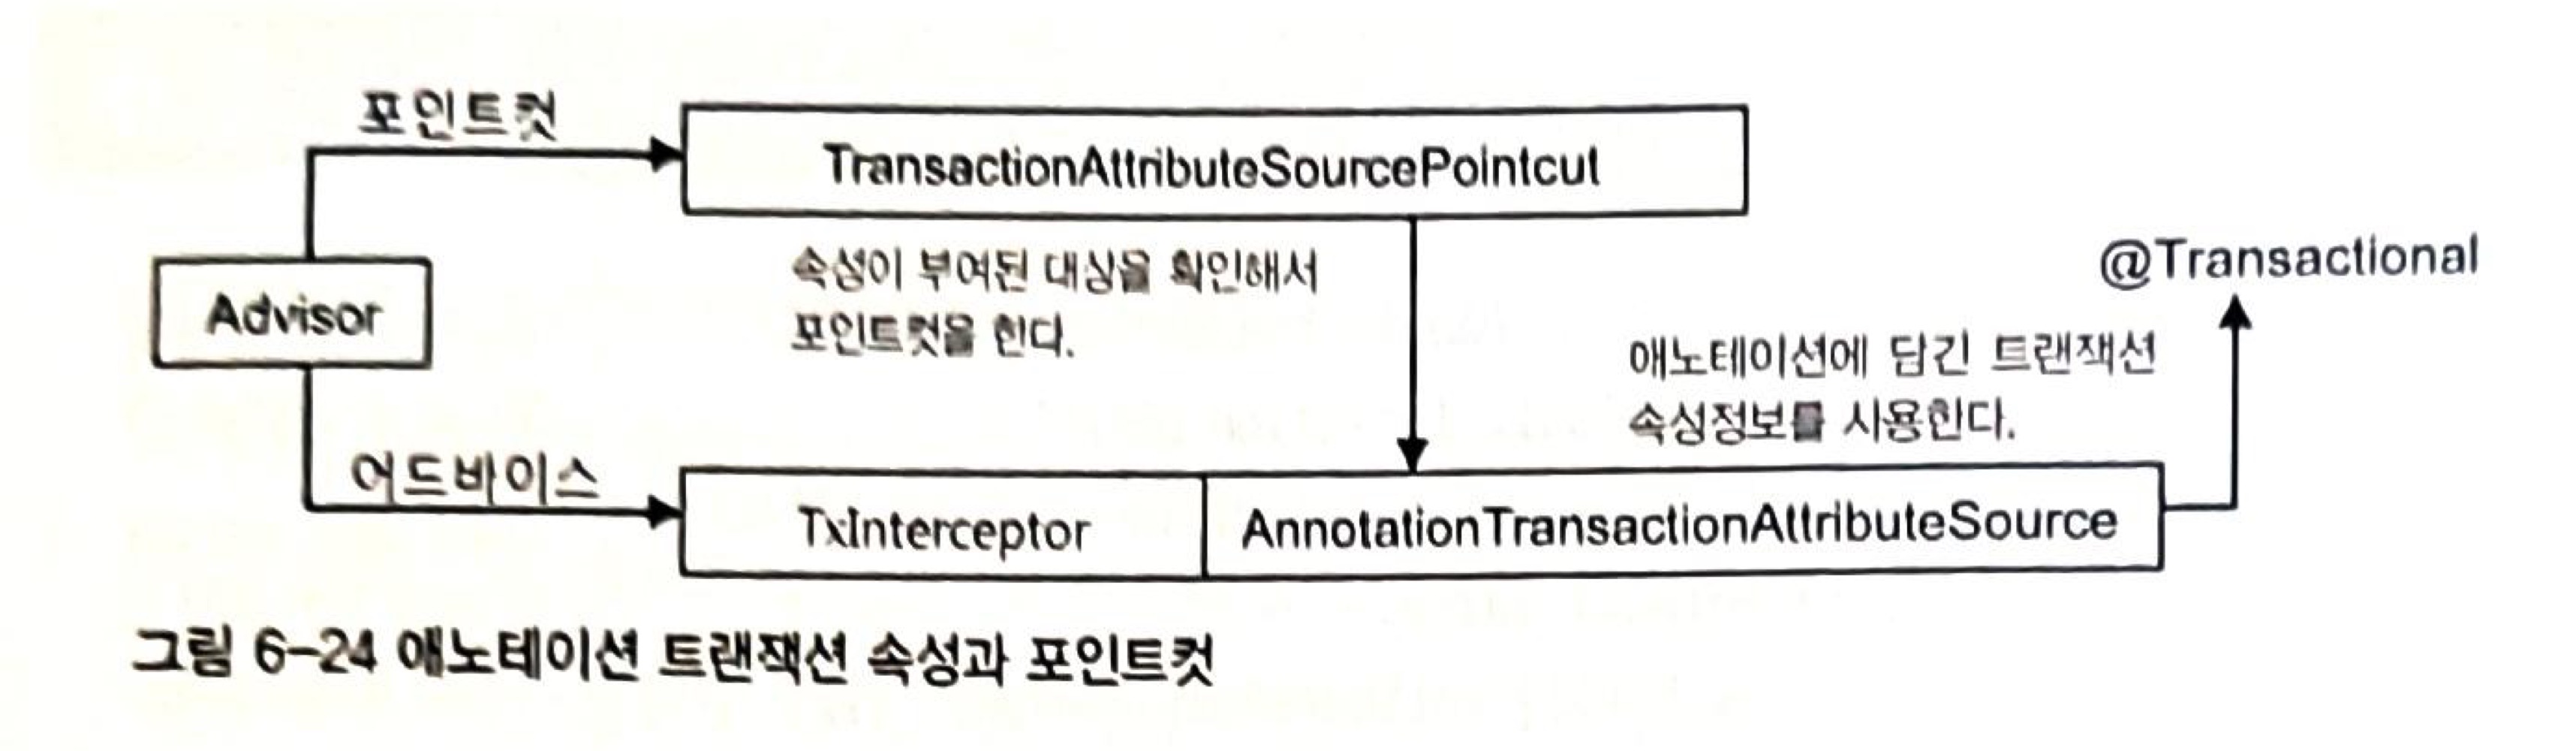 포인트컷
TransactionAttributeSourcePointcut
Advisor
속성이 부여된 대상을 확인해서
포인트컷을 한다.
@Transactional
애노테이션에 담긴 트랜잭션
속성정보를 사용한다.
어드바이스
TxInterceptor
AnnotationTransactionAttributeSource
그림 6-24 애노테이션 트랜잭션 속성과 포인트컷